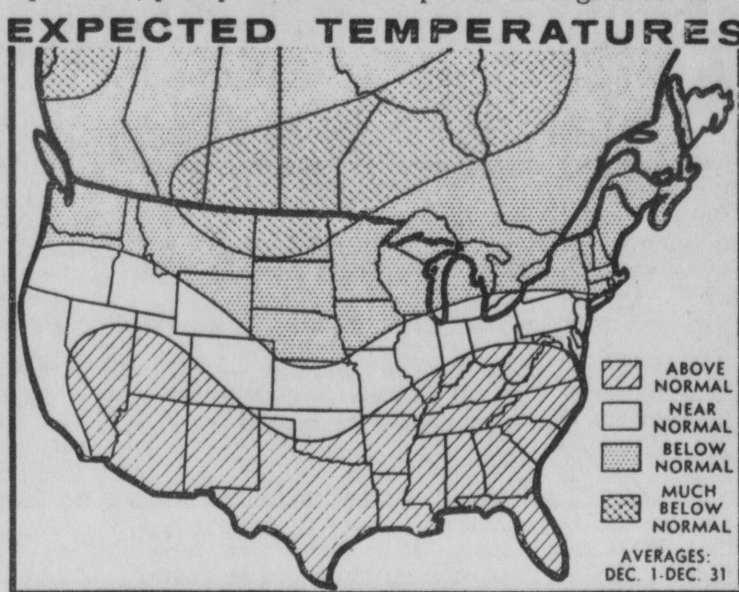 EXPECTED TEMPERATURES
ABOVE
NORMAL
NEAR
NORMAL
BELOW
NORMAL
MUCH
BELOW
NORMAL
AVERAGES:
DEC. 1-DEC. 31